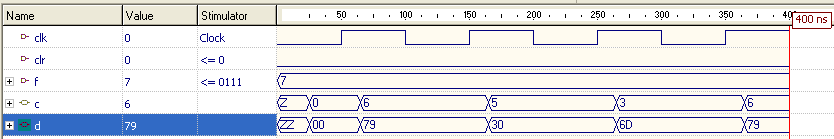 Name Value Stimulator 50 100 150 200 250 300 350 400 ns
clk 0 Clock
clr 0 <= 0
f 7 <= 0111 7
c 6 Z 0 6 5 3 6
d 79 ZZ 00 79 30 6D 79